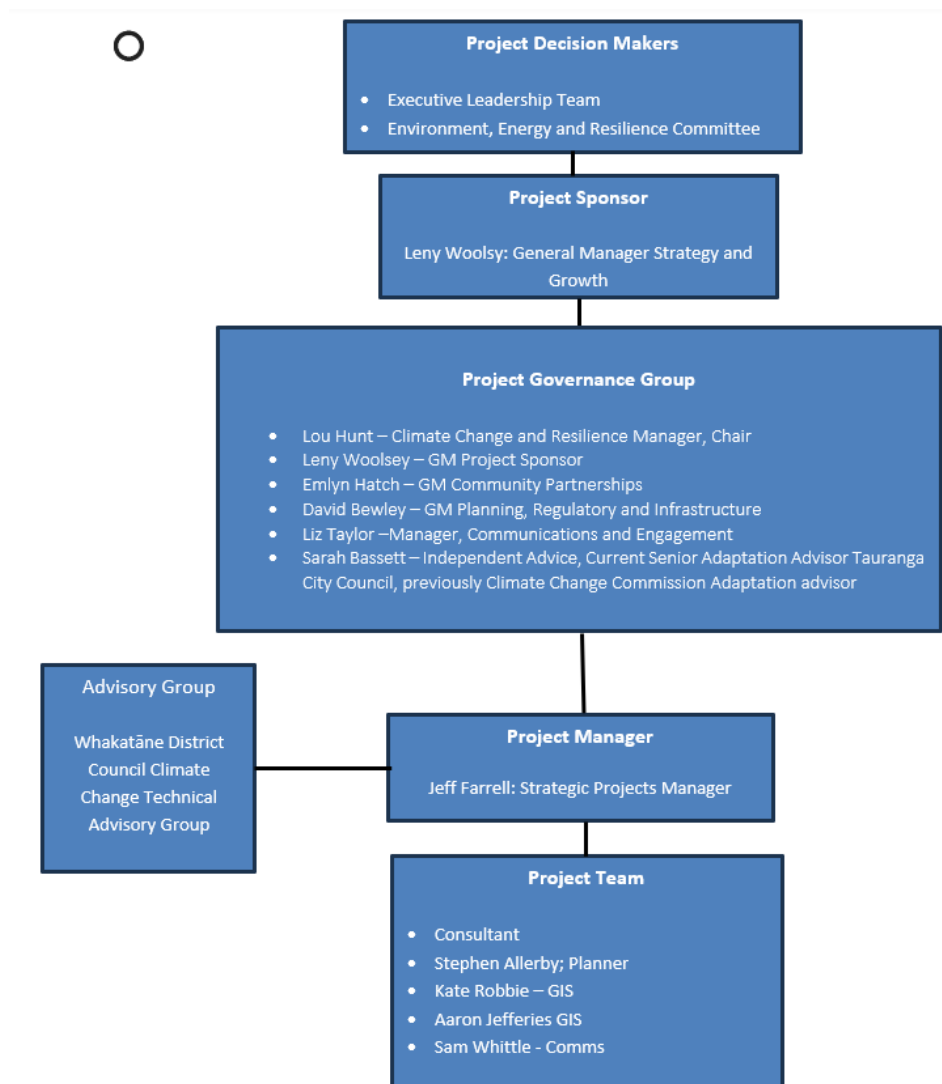 Project Decision Makers
• Executive Leadership Team
• Environment, Energy and Resilience Committee
Project Sponsor
Leny Woolsy: General Manager Strategy and
Growth
Project Governance Group
• Lou Hunt – Climate Change and Resilience Manager, Chair
• Leny Woolsey – GM Project Sponsor
• Emlyn Hatch – GM Community Partnerships
• David Bewley – GM Planning, Regulatory and Infrastructure
• Liz Taylor –Manager, Communications and Engagement
• Sarah Bassett – Independent Advice, Current Senior Adaptation Advisor Tauranga
City Council, previously Climate Change Commission Adaptation advisor
Advisory Group
Whakatāne District
Council Climate
Change Technical
Advisory Group
Project Manager
Jeff Farrell: Strategic Projects Manager
Project Team
• Consultant
• Stephen Allerby; Planner
• Kate Robbie – GIS
• Aaron Jefferies GIS
• Sam Whittle - Comms